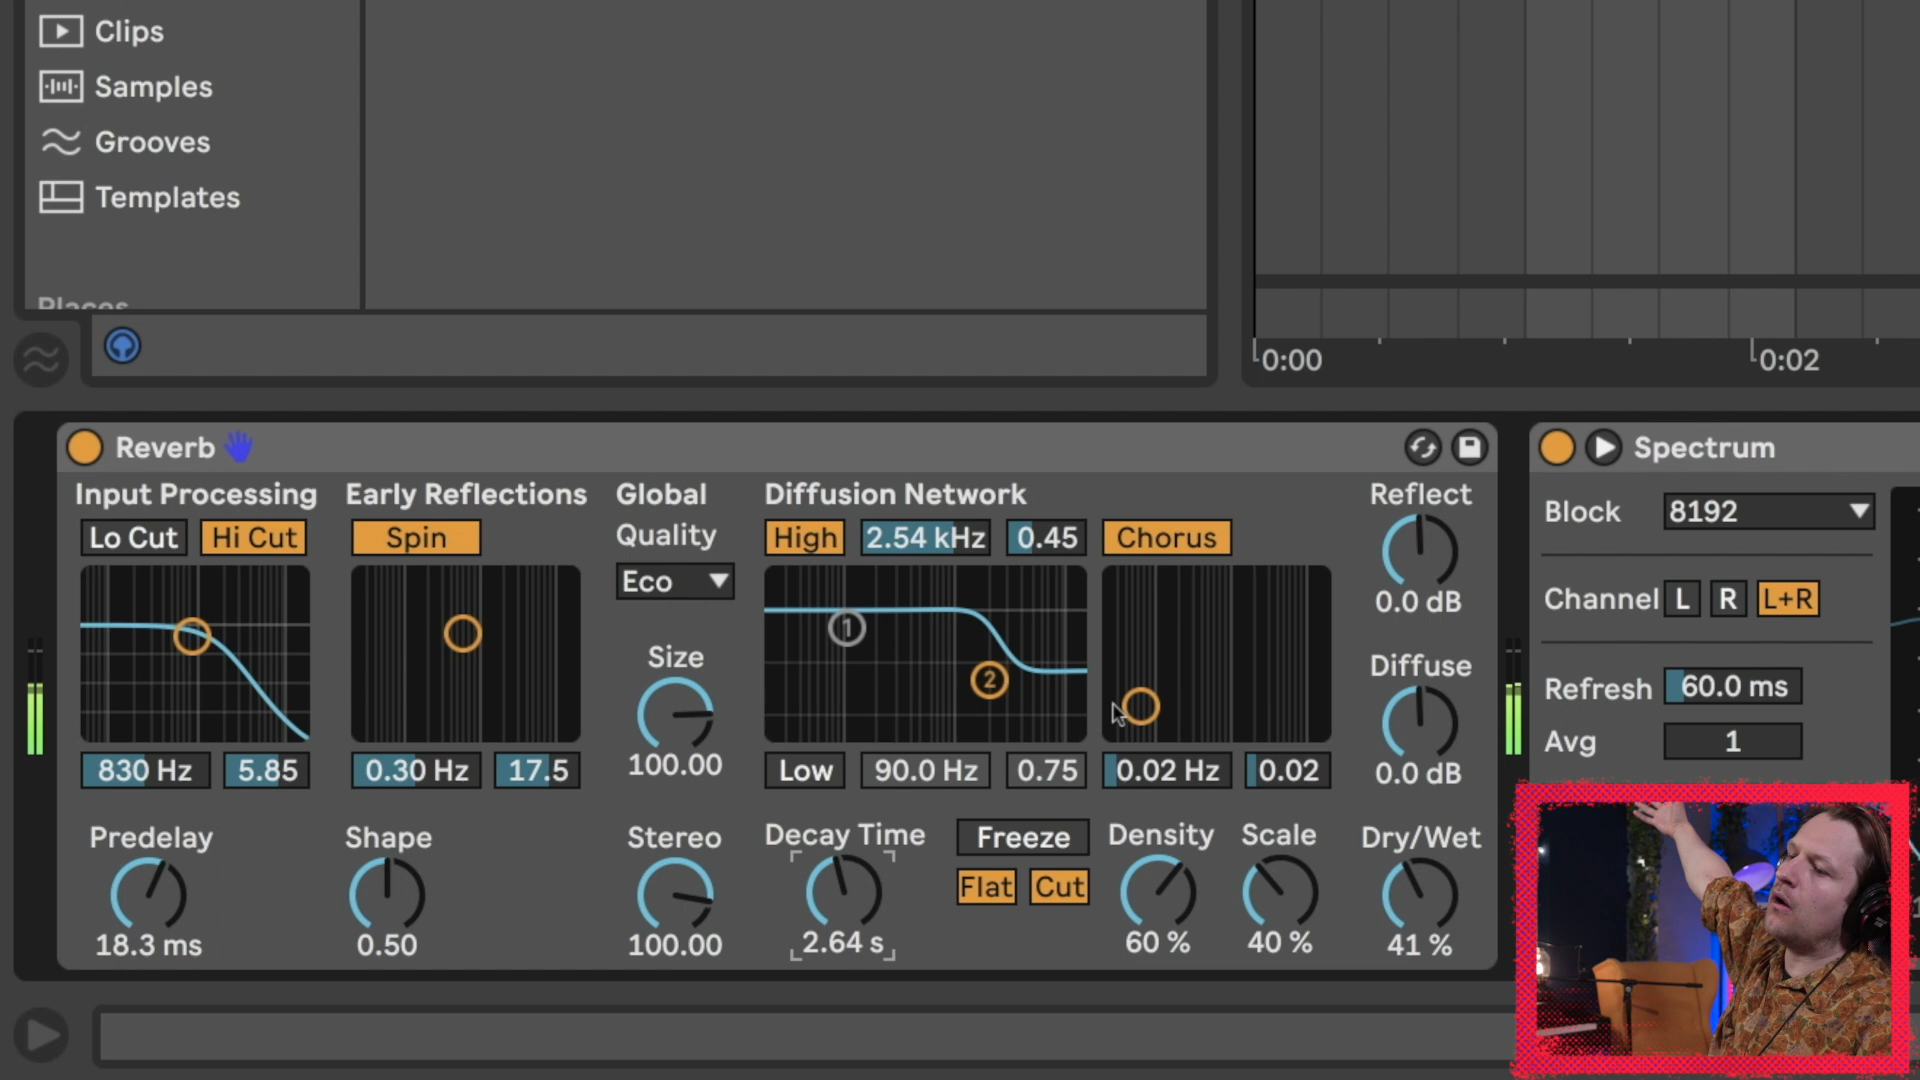 Clips
Samples
Grooves
Templates
Places
0:00
0:02
Reverb
Spectrum
Input Processing
Early Reflections
Global
Diffusion Network
Reflect
Lo Cut
Hi Cut
Spin
Quality
High
2.54 kHz
0.45
Chorus
Eco
0.0 dB
Size
1
2
Diffuse
830 Hz
5.85
0.30 Hz
17.5
100.00
Low
90.0 Hz
0.75
0.02 Hz
0.02
0.0 dB
Predelay
Shape
Stereo
Decay Time
Freeze
Density
Scale
Dry/Wet
Flat
Cut
18.3 ms
0.50
100.00
2.64 s
60 %
40 %
41 %
Block
8192
Channel
L
R
L+R
Refresh
60.0 ms
Avg
1